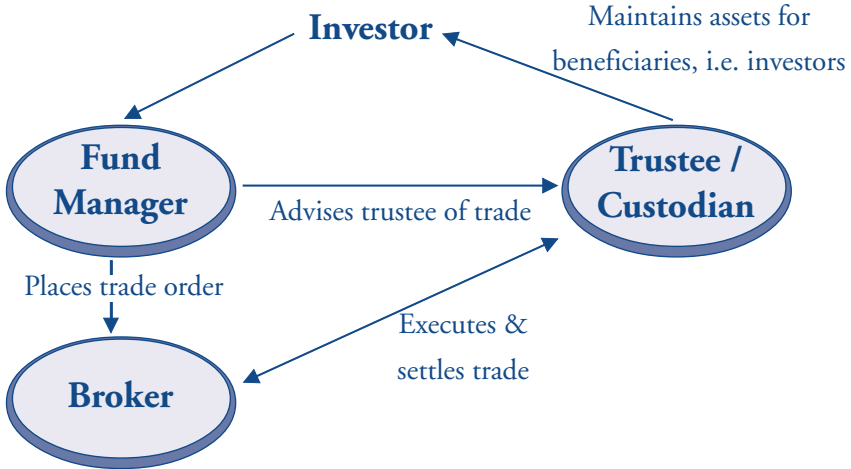 Investor
Maintains assets for
beneficiaries, i.e. investors
Fund
Manager
Trustee /
Custodian
Advises trustee of trade
Places trade order
Executes &
settles trade
Broker